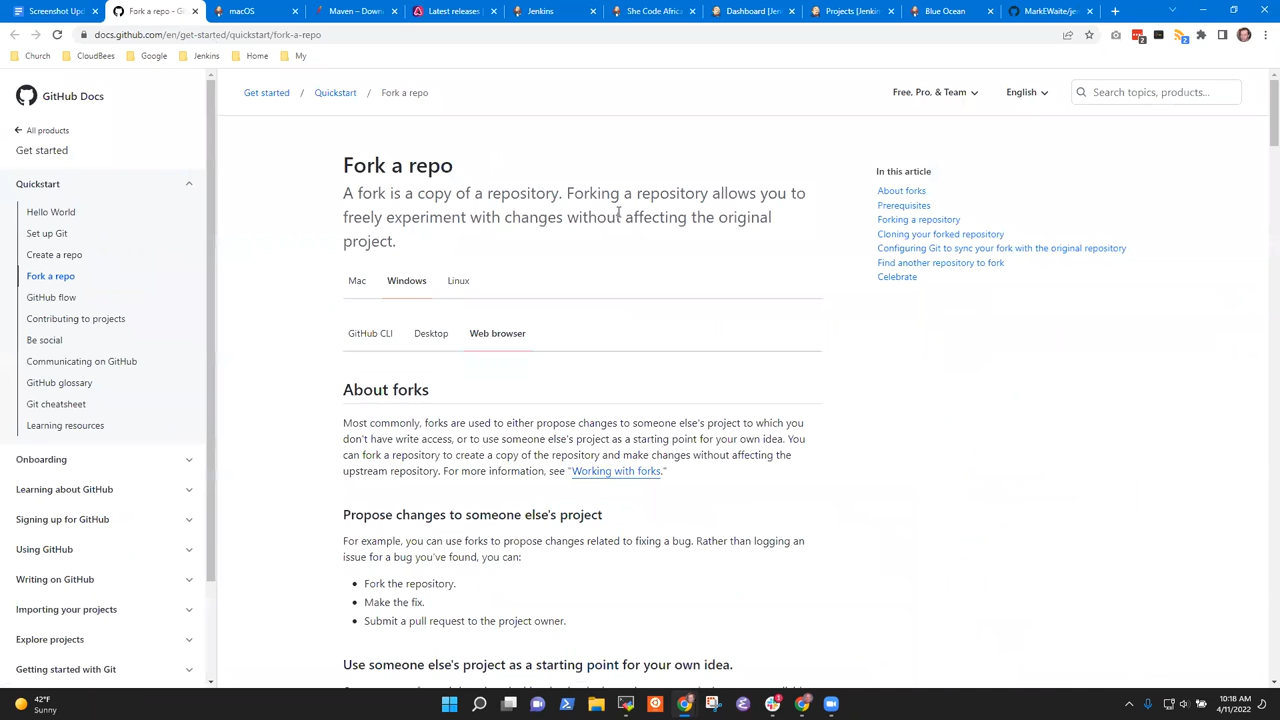 Screenshot Upd
Fork a repo - Gi
macOS
Maven – Down
Latest releases |
Jenkins
She Code Africa
Dashboard [Jen
Projects [Jenkin
Blue Ocean
MarkEWaite/je
docs.github.com/en/get-started/quickstart/fork-a-repo
Church
CloudBees
Google
Jenkins
Home
My
GitHub Docs
All products
Get started
Quickstart
Hello World
Set up Git
Create a repo
Fork a repo
GitHub flow
Contributing to projects
Be social
Communicating on GitHub
GitHub glossary
Git cheatsheet
Learning resources
Onboarding
Learning about GitHub
Signing up for GitHub
Using GitHub
Writing on GitHub
Importing your projects
Explore projects
Getting started with Git
Get started / Quickstart / Fork a repo
Free, Pro, & Team
English
Search topics, products...
Fork a repo
A fork is a copy of a repository. Forking a repository allows you to
freely experiment with changes without affecting the original
project.
Mac Windows Linux
GitHub CLI Desktop Web browser
About forks
Most commonly, forks are used to either propose changes to someone else's project to which you
don't have write access, or to use someone else's project as a starting point for your own idea. You
can fork a repository to create a copy of the repository and make changes without affecting the
upstream repository. For more information, see "Working with forks."
Propose changes to someone else's project
For example, you can use forks to propose changes related to fixing a bug. Rather than logging an
issue for a bug you've found, you can:
Fork the repository.
Make the fix.
Submit a pull request to the project owner.
Use someone else's project as a starting point for your own idea.
In this article
About forks
Prerequisites
Forking a repository
Cloning your forked repository
Configuring Git to sync your fork with the original repository
Find another repository to fork
Celebrate
42°F
Sunny
10:18 AM
4/11/2022